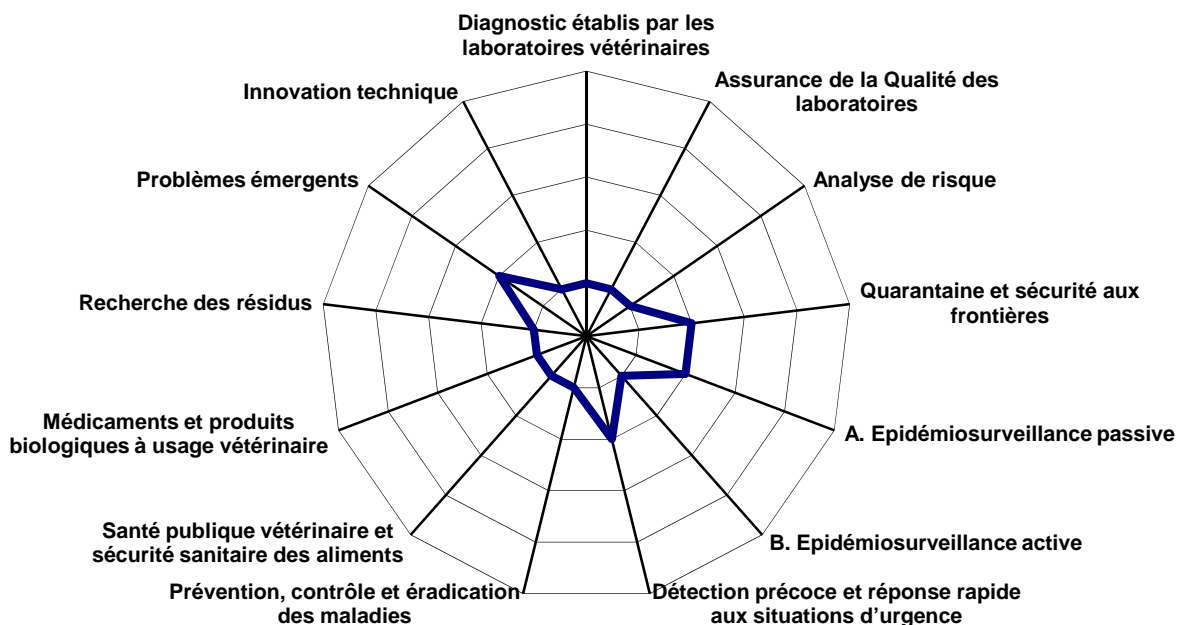 Diagnostic établis par les
laboratoires vétérinaires
Assurance de la Qualité des
laboratoires
Analyse de risque
Quarantaine et sécurité aux
frontières
A. Epidémiosurveillance passive
B. Epidémiosurveillance active
Détection précoce et réponse rapide
aux situations d’urgence
Prévention, contrôle et éradication
des maladies
Santé publique vétérinaire et
sécurité sanitaire des aliments
Médicaments et produits
biologiques à usage vétérinaire
Recherche des résidus
Problèmes émergents
Innovation technique